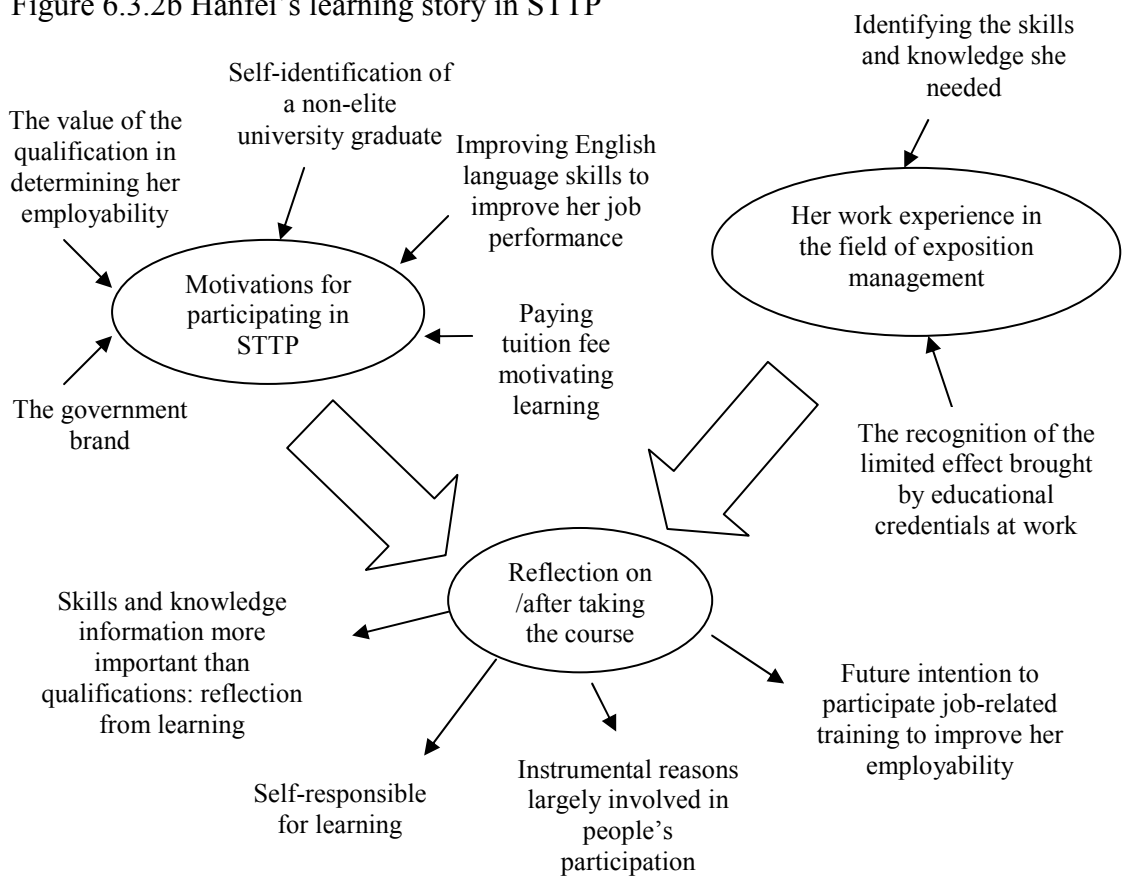 Figure 6.3.2b Hanfei's learning story in STTP
Identifying the skills
and knowledge she
needed
Self-identification of
a non-elite
university graduate
The value of the
qualification in
determining her
employability
Improving English
language skills to
improve her job
performance
Her work experience in
the field of exposition
management
Motivations for
participating in
STTP
Paying
tuition fee
motivating
learning
The government
brand
The recognition of the
limited effect brought
by educational
credentials at work
Reflection on
/after taking
the course
Skills and knowledge
information more
important than
qualifications: reflection
from learning
Future intention to
participate job-related
training to improve her
employability
Self-responsible
for learning
Instrumental reasons
largely involved in
people's
participation